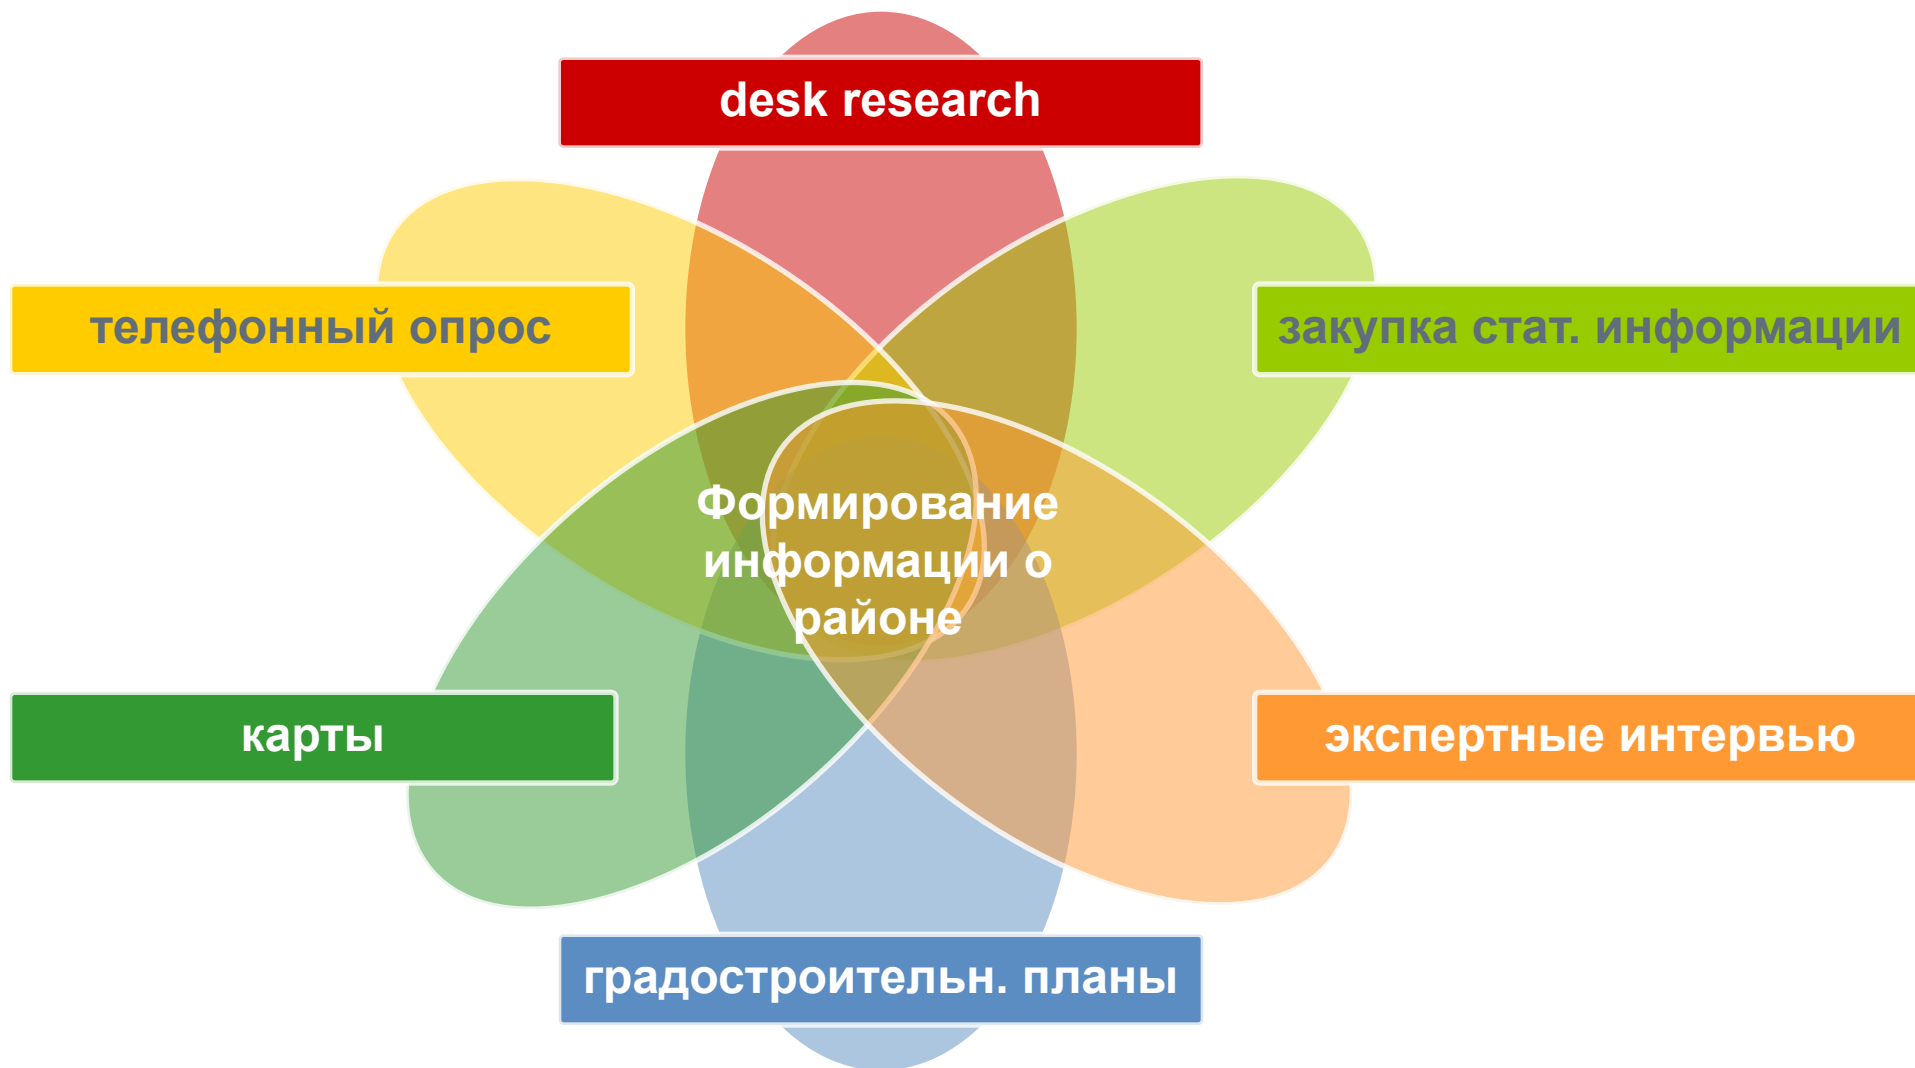 desk research
телефонный опрос
закупка стат. информации
Формирование
информации о
районе
карты
экспертные интервью
градостроительн. планы